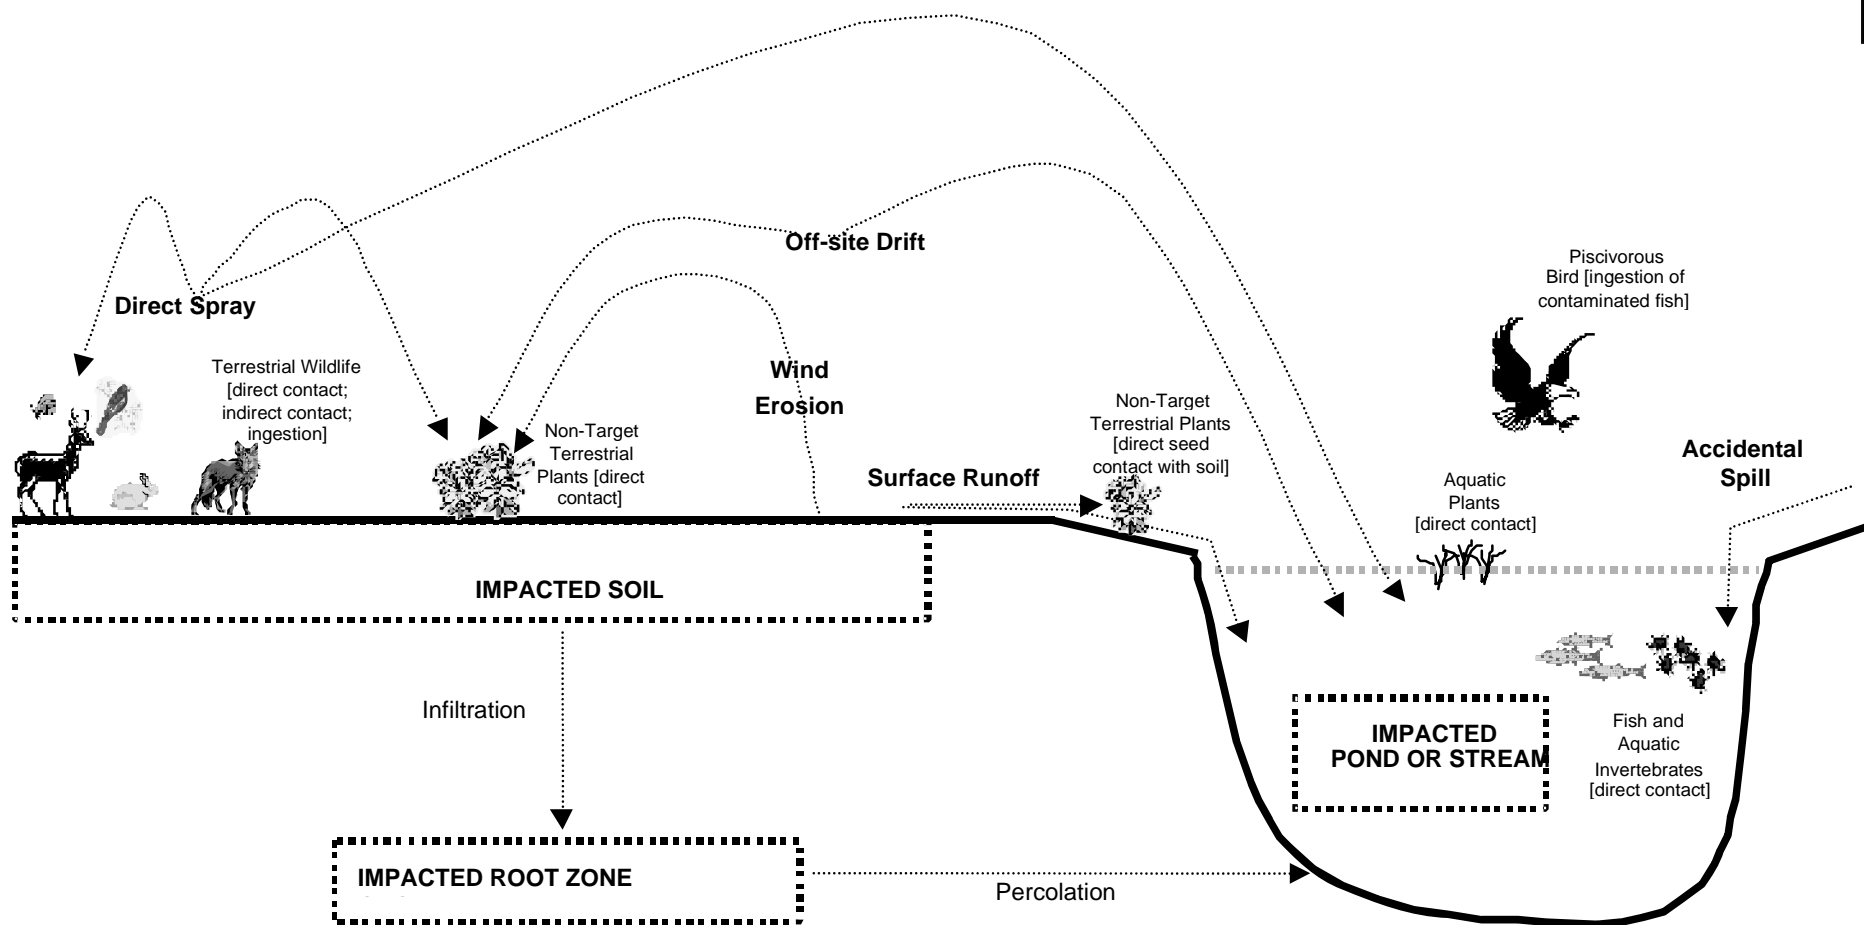 Off-site Drift
Direct Spray
Piscivorous
Bird [ingestion of
contaminated fish]
Terrestrial Wildlife
[direct contact;
indirect contact;
ingestion]
Wind
Erosion
Non-Target
Terrestrial
Plants [direct
contact]
Surface Runoff
Non-Target
Terrestrial Plants
[direct seed
contact with soil]
Aquatic
Plants
[direct contact]
Accidental
Spill
IMPACTED SOIL
Infiltration
IMPACTED
POND OR STREAM
Fish and
Aquatic
Invertebrates
[direct contact]
IMPACTED ROOT ZONE
Percolation